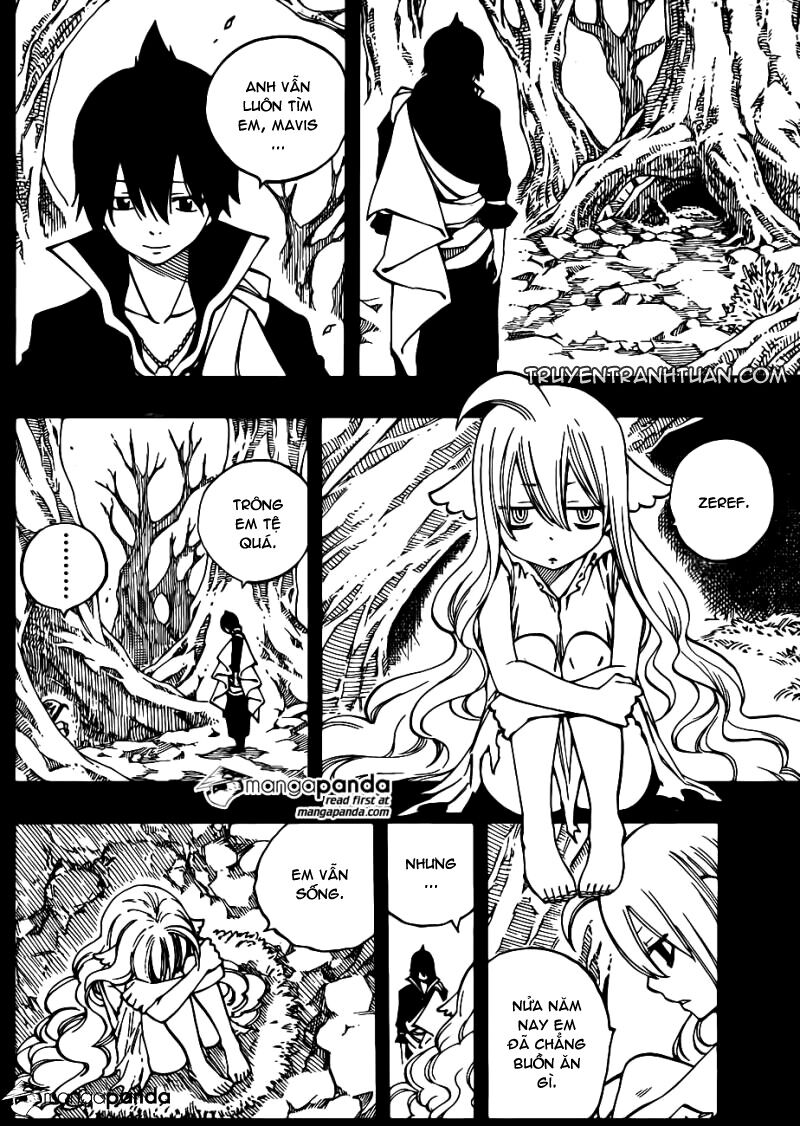 ANH VẪN
LUÔN TÌM
EM, MAVIS
...
TRUYENTRANHTUAN.COM
ZEREF.
TRÔNG
EM TỆ
QUÁ.
........
mangapanda
read first at
mangapanda.com
NỬA NĂM
NAY EM
ĐÃ CHẲNG
BUỒN ĂN
GÌ.
NHƯNG
...
EM VẪN
SỐNG.
mangapanda